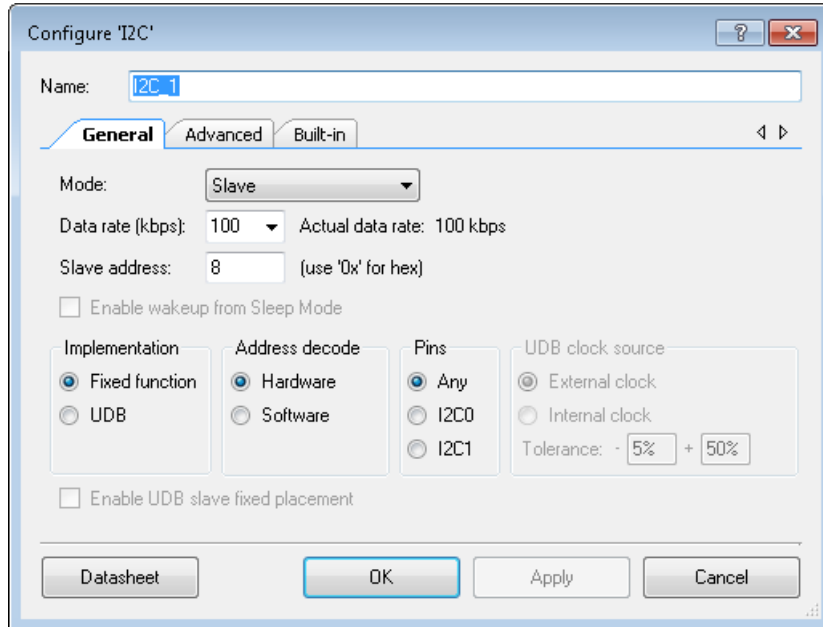 Configure 'I2C'
Name: I2C_1
General Advanced Built-in
Mode: Slave
Data rate (kbps): 100 Actual data rate: 100 kbps
Slave address: 8 (use '0x' for hex)
Enable wakeup from Sleep Mode
Implementation Address decode Pins UDB clock source
Fixed function Hardware Any External clock
UDB Software I2C0 Internal clock
I2C1 Tolerance: - 5% + 50%
Enable UDB slave fixed placement
Datasheet OK Apply Cancel